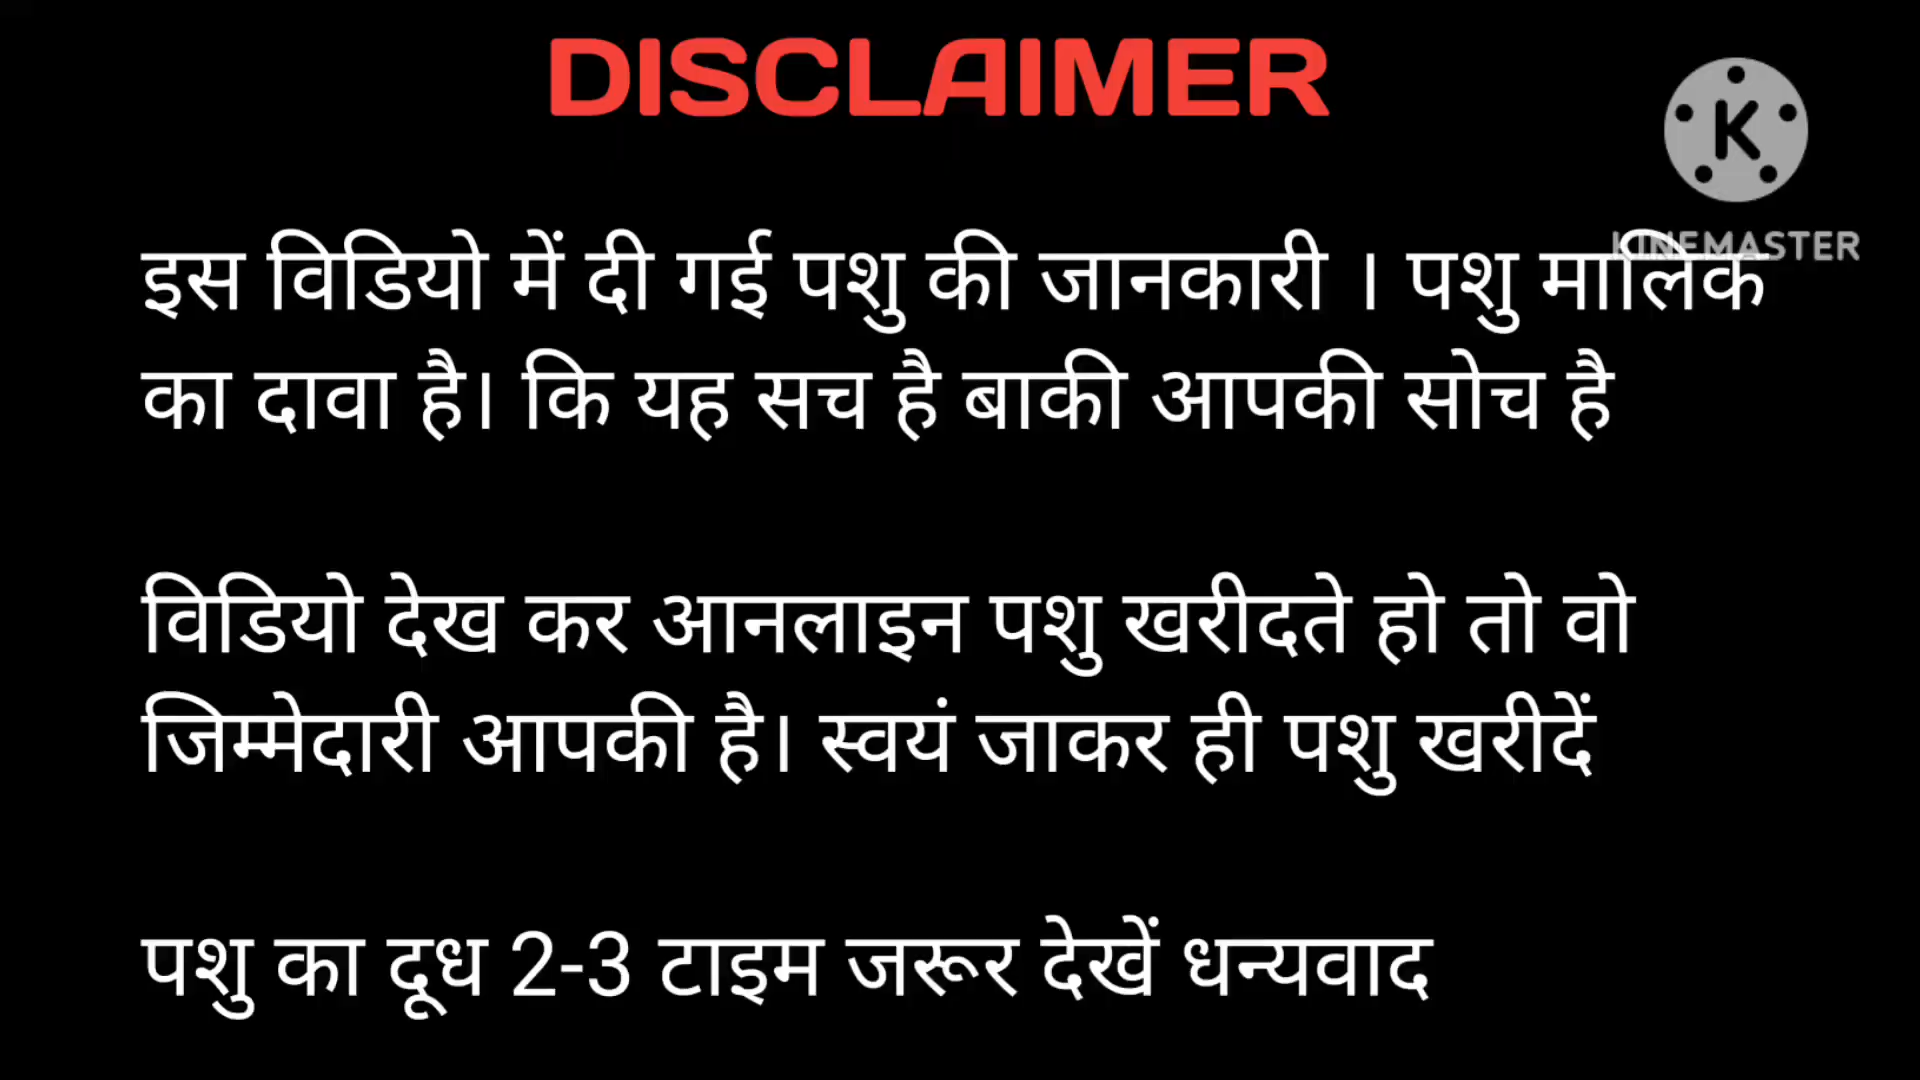 DISCLAIMER
K
KINEMASTER
इस विडियो में दी गई पशु की जानकारी । पशु मालिक
का दावा है। कि यह सच है बाकी आपकी सोच है
विडियो देख कर आनलाइन पशु खरीदते हो तो वो
जिम्मेदारी आपकी है। स्वयं जाकर ही पशु खरीदें
पशु का दूध 2-3 टाइम जरूर देखें धन्यवाद